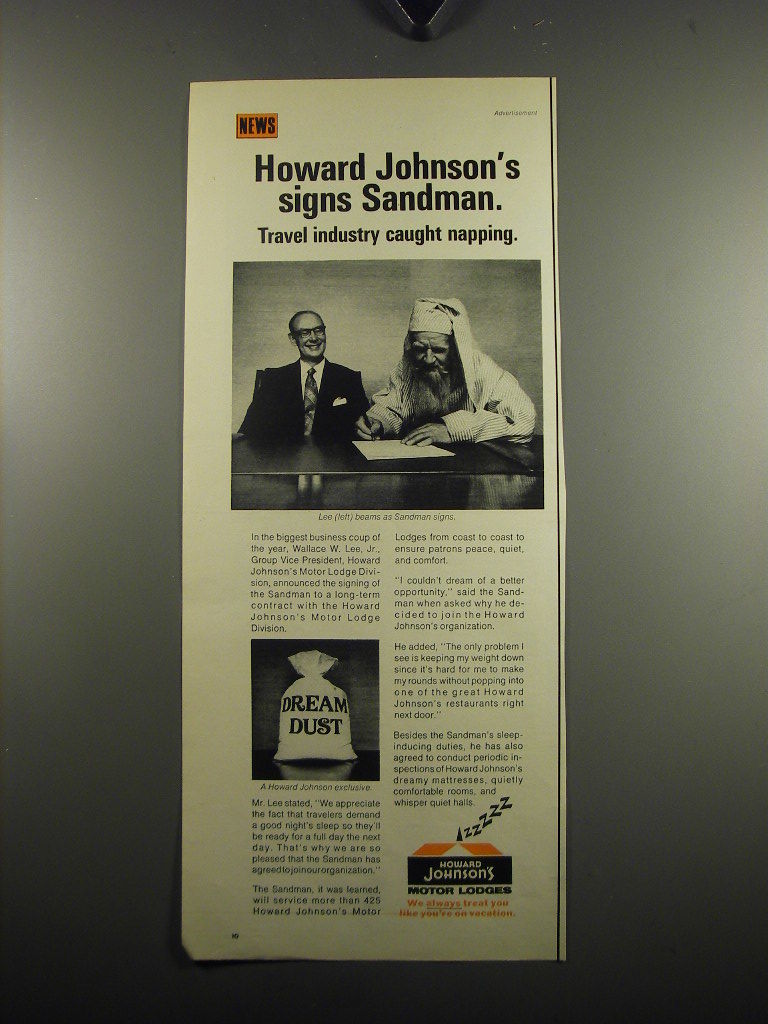 Advertisement
NEWS
Howard Johnson's
signs Sandman.
Travel industry caught napping.
Lee (left) beams as Sandman signs.
In the biggest business coup of
the year, Wallace W. Lee, Jr.,
Group Vice President, Howard
Johnson's Motor Lodge Divi-
sion, announced the signing of
the Sandman to a long-term
contract with the Howard
Johnson's Motor Lodge
Division.
DREAM
DUST
A Howard Johnson exclusive.
Mr. Lee stated, "We appreciate
the fact that travelers demand
a good night's sleep so they'll
be ready for a full day the next
day. That's why we are so
pleased that the Sandman has
agreed to join our organization."
The Sandman, it was learned,
will service more than 425
Howard Johnson's Motor
Lodges from coast to coast to
ensure patrons peace, quiet,
and comfort.
"I couldn't dream of a better
opportunity," said the Sand-
man when asked why he de-
cided to join the Howard
Johnson's organization.
He added, "The only problem I
see is keeping my weight down
since it's hard for me to make
my rounds without popping into
one of the great Howard
Johnson's restaurants right
next door."
Besides the Sandman's sleep-
inducing duties, he has also
agreed to conduct periodic in-
spections of Howard Johnson's
dreamy mattresses, quietly
comfortable rooms, and
whisper quiet halls.
zzzzzz
HOWARD
JOHNSON'S
MOTOR LODGES
We always treat you
like you're on vacation.
10